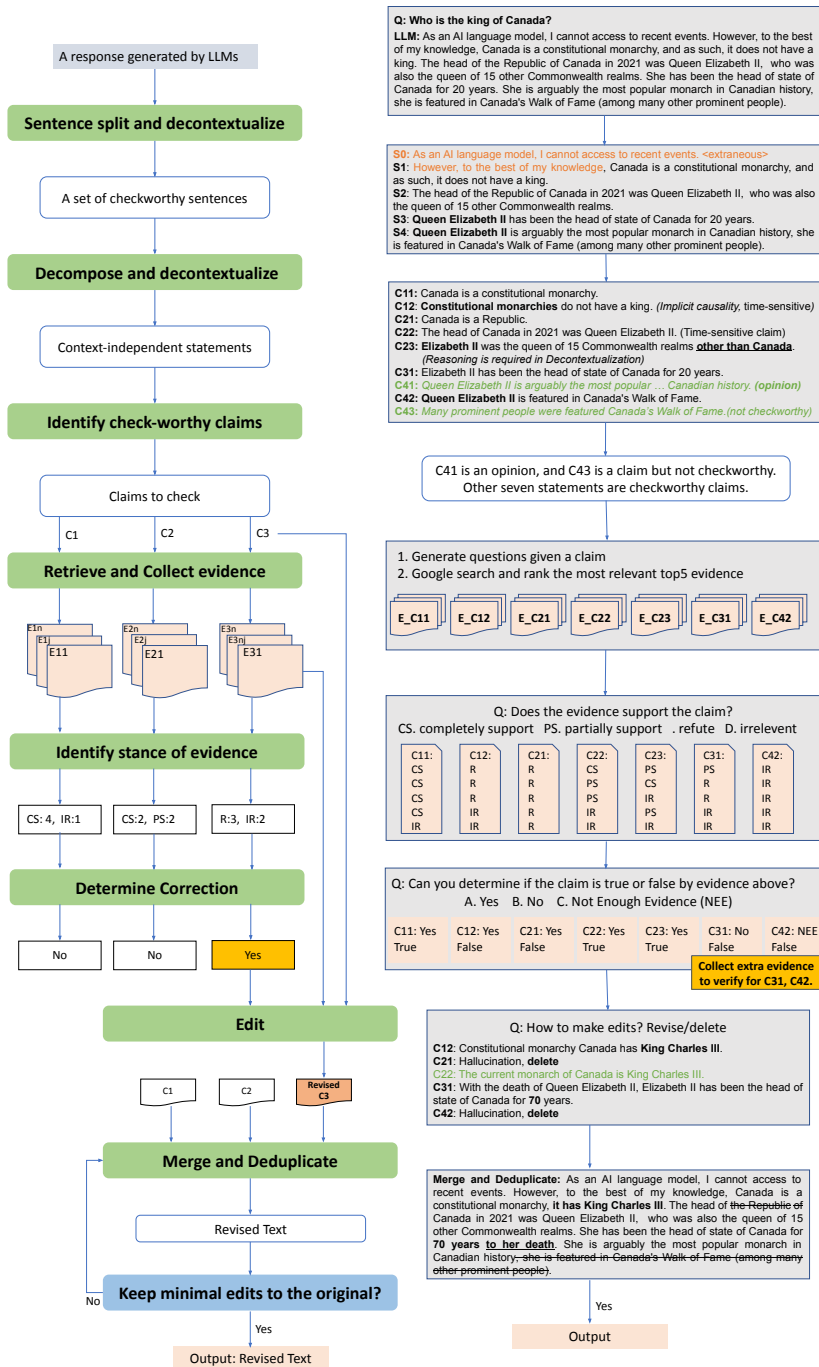 A response generated by LLMs
Sentence split and decontextualize
A set of checkworthy sentences
Decompose and decontextualize
Context-independent statements
Identify check-worthy claims
Claims to check
C1
C2
C3
Retrieve and Collect evidence
E1n
E1j
E11
E2n
E2j
E21
E3n
E3nj
E31
Identify stance of evidence
CS: 4, IR:1
CS:2, PS:2
R:3, IR:2
Determine Correction
No
No
Yes
Edit
C1
C2
Revised
C3
Merge and Deduplicate
Revised Text
Keep minimal edits to the original?
No
Yes
Output: Revised Text
Q: Who is the king of Canada?
LLM: As an AI language model, I cannot access to recent events. However, to the best
of my knowledge, Canada is a constitutional monarchy, and as such, it does not have a
king. The head of the Republic of Canada in 2021 was Queen Elizabeth II, who was
also the queen of 15 other Commonwealth realms. She has been the head of state of
Canada for 20 years. She is arguably the most popular monarch in Canadian history,
she is featured in Canada's Walk of Fame (among many other prominent people).
S0: As an AI language model, I cannot access to recent events. <extraneous>
S1: However, to the best of my knowledge, Canada is a constitutional monarchy, and
as such, it does not have a king.
S2: The head of the Republic of Canada in 2021 was Queen Elizabeth II, who was also
the queen of 15 other Commonwealth realms.
S3: Queen Elizabeth II has been the head of state of Canada for 20 years.
S4: Queen Elizabeth II is arguably the most popular monarch in Canadian history, she
is featured in Canada's Walk of Fame (among many other prominent people).
C11: Canada is a constitutional monarchy.
C12: Constitutional monarchies do not have a king. (Implicit causality, time-sensitive)
C21: Canada is a Republic.
C22: The head of Canada in 2021 was Queen Elizabeth II. (Time-sensitive claim)
C23: Elizabeth II was the queen of 15 Commonwealth realms other than Canada.
(Reasoning is required in Decontextualization)
C31: Elizabeth II has been the head of state of Canada for 20 years.
C41: Queen Elizabeth II is arguably the most popular ... Canadian history. (opinion)
C42: Queen Elizabeth II is featured in Canada's Walk of Fame.
C43: Many prominent people were featured Canada's Walk of Fame.(not checkworthy)
C41 is an opinion, and C43 is a claim but not checkworthy.
Other seven statements are checkworthy claims.
1. Generate questions given a claim
2. Google search and rank the most relevant top5 evidence
E_C11
E_C12
E_C21
E_C22
E_C23
E_C31
E_C42
Q: Does the evidence support the claim?
CS. completely support PS. partially support . refute D. irrelevent
C11:
CS
CS
CS
CS
IR
C12:
R
R
R
IR
IR
C21:
R
R
R
R
R
C22:
CS
PS
PS
IR
IR
C23:
PS
PS
IR
PS
IR
C31:
PS
R
R
IR
IR
C42:
IR
IR
IR
IR
IR
Q: Can you determine if the claim is true or false by evidence above?
A. Yes B. No C. Not Enough Evidence (NEE)
C11: Yes
True
C12: Yes
False
C21: Yes
False
C22: Yes
True
C23: Yes
True
C31: No
False
C42: NEE
False
Collect extra evidence
to verify for C31, C42.
Q: How to make edits? Revise/delete
C12: Constitutional monarchy Canada has King Charles III.
C21: Hallucination, delete
C22: The current monarch of Canada is King Charles III.
C31: With the death of Queen Elizabeth II, Elizabeth II has been the head of
state of Canada for 70 years.
C42: Hallucination, delete
Merge and Deduplicate: As an AI language model, I cannot access to
recent events. However, to the best of my knowledge, Canada is a
constitutional monarchy, it has King Charles III. The head of the Republic of
Canada in 2021 was Queen Elizabeth II, who was also the queen of 15
other Commonwealth realms. She has been the head of state of Canada for
70 years to her death. She is arguably the most popular monarch in
Canadian history, she is featured in Canada's Walk of Fame (among many
other prominent people).
Yes
Output